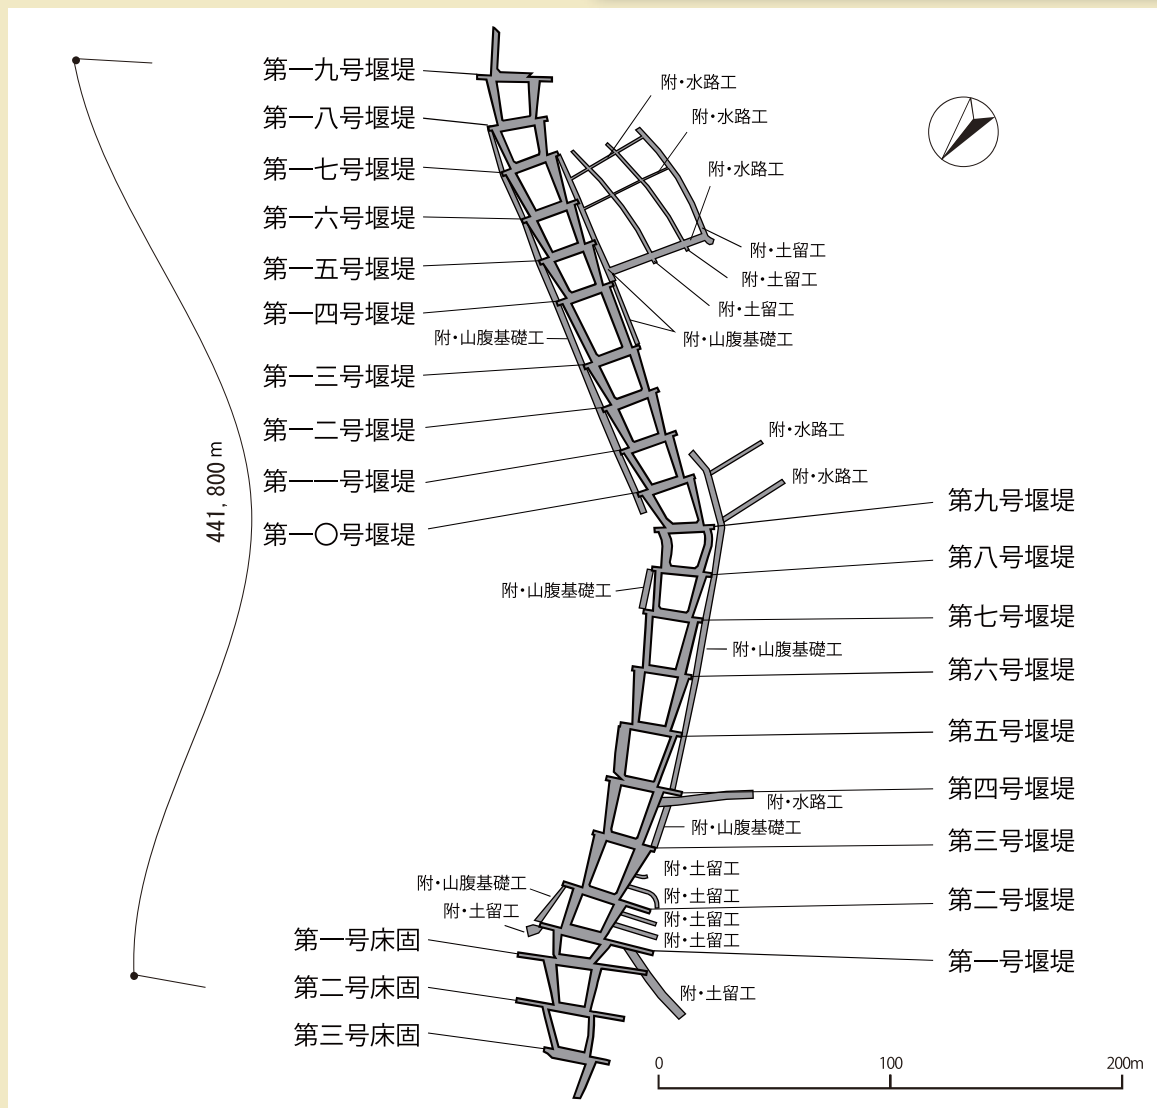 第一九号堰堤
第一八号堰堤
第一七号堰堤
第一六号堰堤
第一五号堰堤
第一四号堰堤
附・山腹基礎工
第一三号堰堤
第一二号堰堤
第一一号堰堤
第一〇号堰堤
441, 800 m
附・水路工
附・水路工
附・水路工
附・土留工
附・土留工
附・土留工
附・山腹基礎工
附・水路工
附・水路工
第九号堰堤
第八号堰堤
附・山腹基礎工
第七号堰堤
附・山腹基礎工
第六号堰堤
第五号堰堤
第四号堰堤
附・水路工
附・山腹基礎工
第三号堰堤
附・土留工
附・山腹基礎工
附・土留工
第二号堰堤
附・土留工
附・土留工
附・土留工
第一号床固
第一号堰堤
第二号床固
附・土留工
第三号床固
0 100 200m